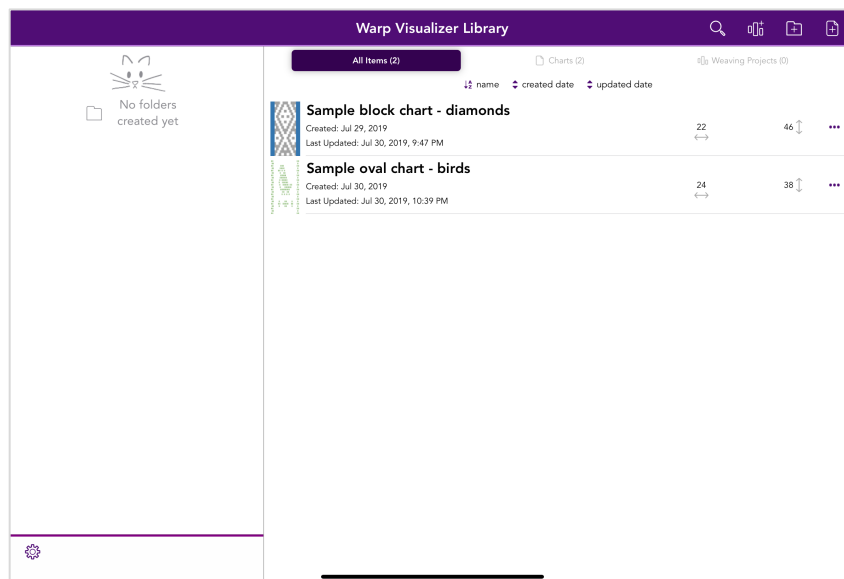 Warp Visualizer Library
No folders
created yet
All Items (2)
Charts (2)
Weaving Projects (0)
name
created date
updated date
Sample block chart - diamonds
Created: Jul 29, 2019
Last Updated: Jul 30, 2019, 9:47 PM
22
46
Sample oval chart - birds
Created: Jul 30, 2019
Last Updated: Jul 30, 2019, 10:39 PM
24
38